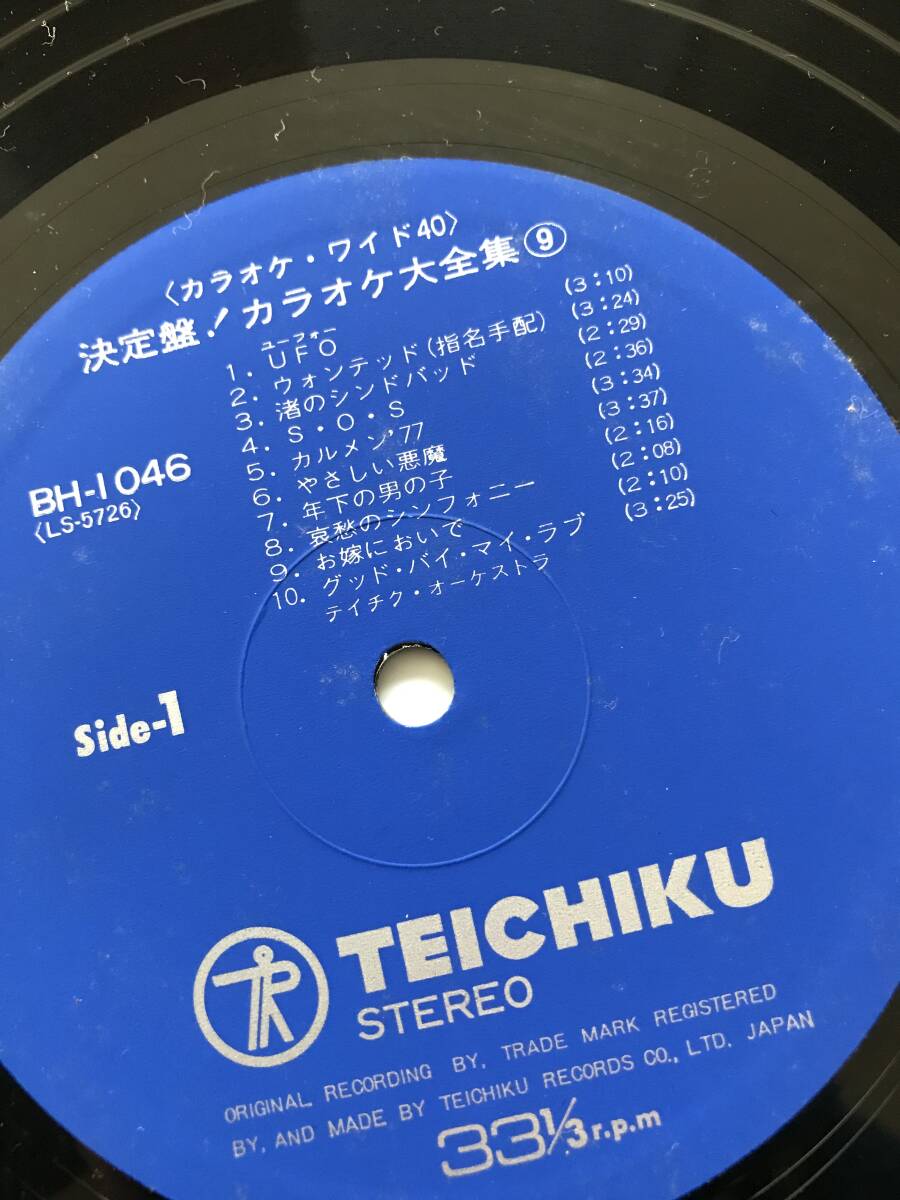 〈カラオケ・ワイド40〉
決定盤！カラオケ大全集⑨
ユーフォー
1. UFO (3:10)
2. ウォンテッド(指名手配) (3:24)
3. 渚のシンドバッド (2:29)
4. S・O・S (2:36)
5. カルメン'77 (3:34)
6. やさしい悪魔 (3:37)
7. 年下の男の子 (2:16)
8. 哀愁のシンフォニー (2:08)
9. お嫁においで (2:10)
10. グッド・バイ・マイ・ラブ (3:25)
テイチク・オーケストラ
BH-1046
〈LS-5726〉
Side-1
TEICHIKU
STEREO
ORIGINAL RECORDING BY, TRADE MARK REGISTERED
BY, AND MADE BY TEICHIKU RECORDS CO., LTD. JAPAN
33 1/3 r.p.m